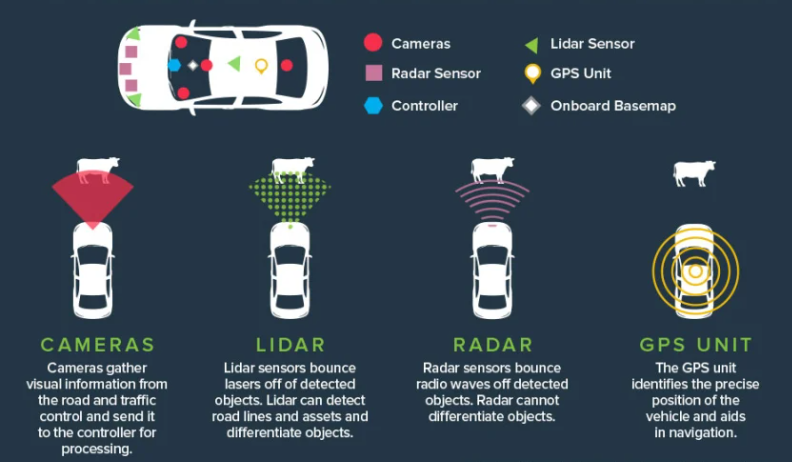 Cameras
Lidar Sensor
Radar Sensor
GPS Unit
Controller
Onboard Basemap
CAMERAS
Cameras gather
visual information from
the road and traffic
control and send it
to the controller for
processing.
LIDAR
Lidar sensors bounce
lasers off of detected
objects. Lidar can detect
road lines and assets and
differentiate objects.
RADAR
Radar sensors bounce
radio waves off detected
objects. Radar cannot
differentiate objects.
GPS UNIT
The GPS unit
identifies the precise
position of the
vehicle and aids
in navigation.